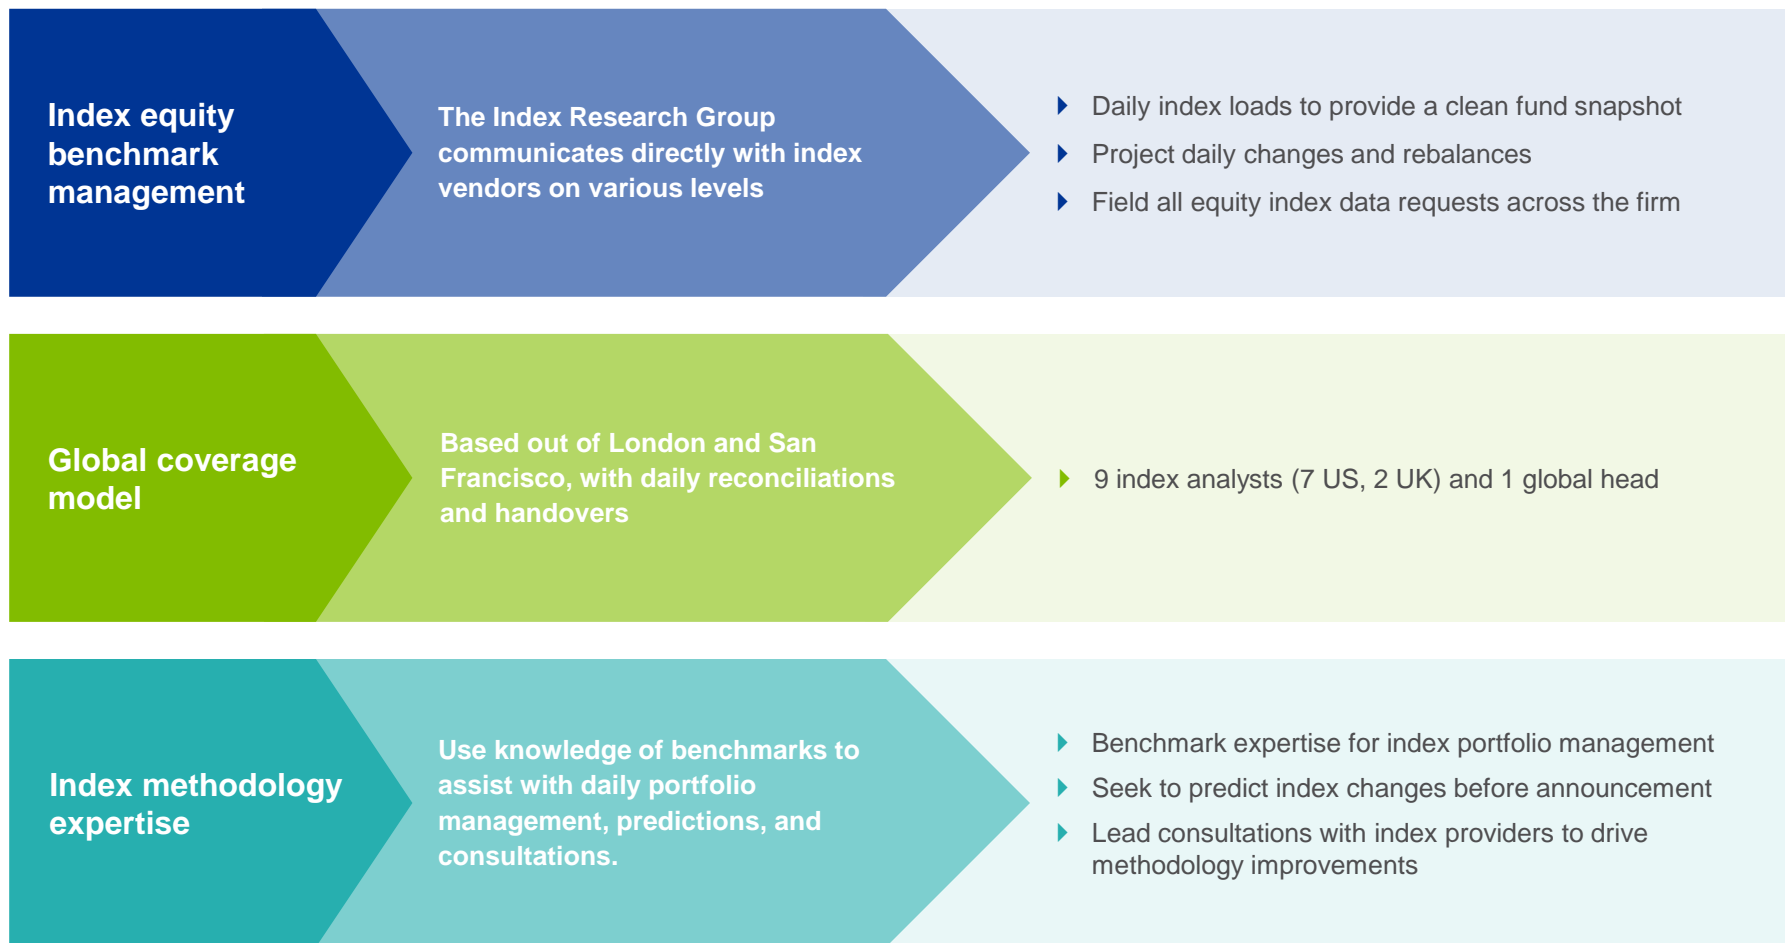 Index equity
benchmark
management
The Index Research Group
communicates directly with index
vendors on various levels
Daily index loads to provide a clean fund snapshot
Project daily changes and rebalances
Field all equity index data requests across the firm
Global coverage
model
Based out of London and San
Francisco, with daily reconciliations
and handovers
9 index analysts (7 US, 2 UK) and 1 global head
Index methodology
expertise
Use knowledge of benchmarks to
assist with daily portfolio
management, predictions, and
consultations.
Benchmark expertise for index portfolio management
Seek to predict index changes before announcement
Lead consultations with index providers to drive
methodology improvements